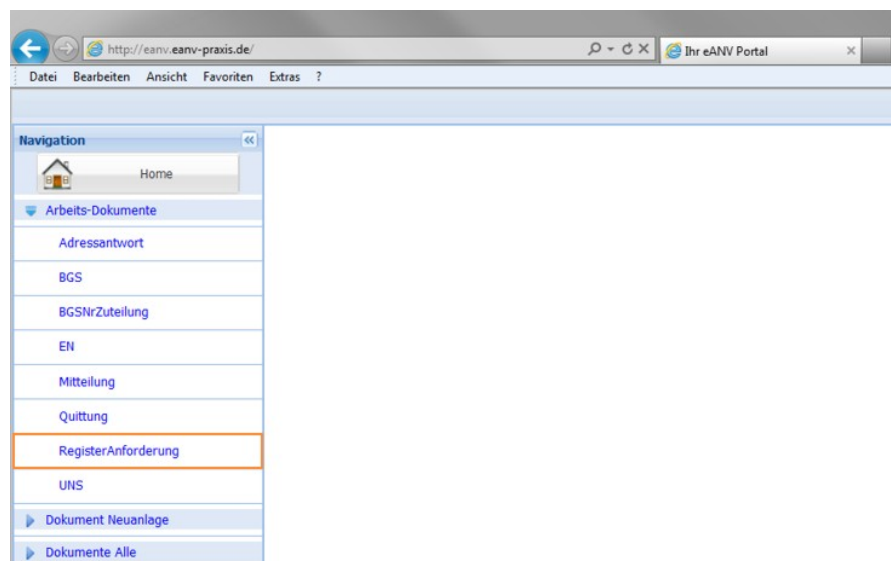 http://eanv.eanv-praxis.de/
Ihr eANV Portal
Datei Bearbeiten Ansicht Favoriten Extras ?
Navigation
Home
Arbeits-Dokumente
Adressantwort
BGS
BGSNrZuteilung
EN
Mitteilung
Quittung
RegisterAnforderung
UNS
Dokument Neuanlage
Dokumente Alle